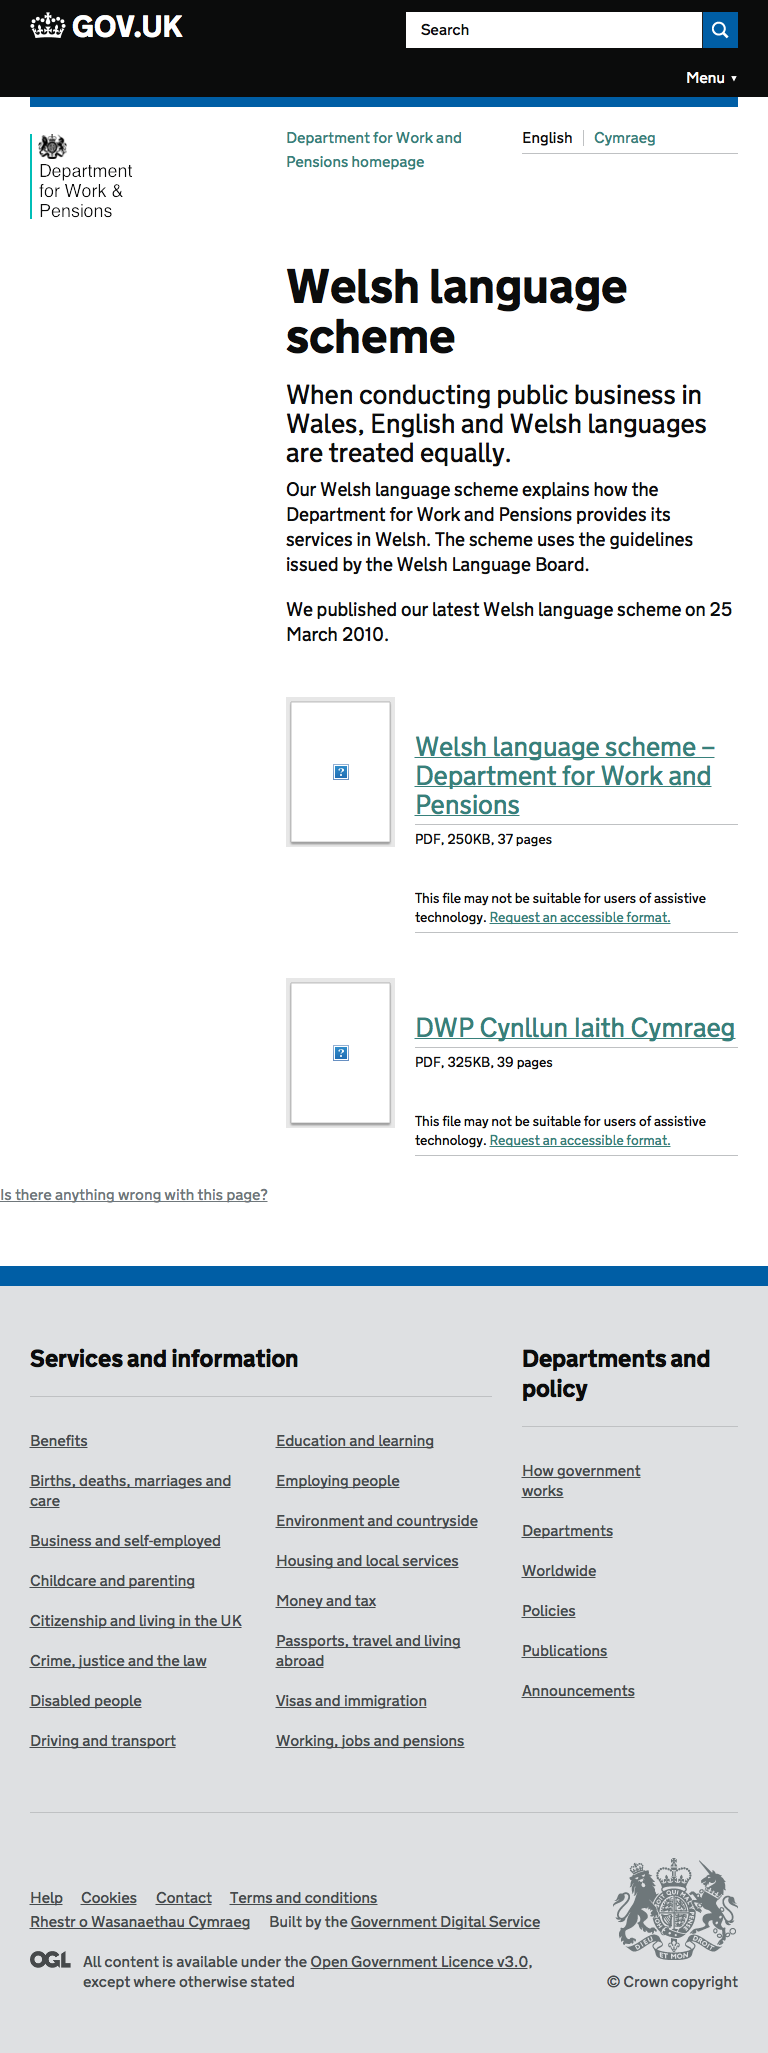 GOV.UK
Search
Menu ▼
Department
for Work &
Pensions
Department for Work and
Pensions homepage
English
Cymraeg
Welsh language
scheme
When conducting public business in
Wales, English and Welsh languages
are treated equally.
Our Welsh language scheme explains how the
Department for Work and Pensions provides its
services in Welsh. The scheme uses the guidelines
issued by the Welsh Language Board.
We published our latest Welsh language scheme on 25
March 2010.
Welsh language scheme –
Department for Work and
Pensions
PDF, 250KB, 37 pages
This file may not be suitable for users of assistive
technology. Request an accessible format.
DWP Cynllun Iaith Cymraeg
PDF, 325KB, 39 pages
This file may not be suitable for users of assistive
technology. Request an accessible format.
Is there anything wrong with this page?
Services and information
Benefits
Births, deaths, marriages and
care
Business and self-employed
Childcare and parenting
Citizenship and living in the UK
Crime, justice and the law
Disabled people
Driving and transport
Education and learning
Employing people
Environment and countryside
Housing and local services
Money and tax
Passports, travel and living
abroad
Visas and immigration
Working, jobs and pensions
Departments and
policy
How government
works
Departments
Worldwide
Policies
Publications
Announcements
Help Cookies Contact Terms and conditions
Rhestr o Wasanaethau Cymraeg Built by the Government Digital Service
OGL All content is available under the Open Government Licence v3.0,
except where otherwise stated
DIEU ET MON DROIT
© Crown copyright